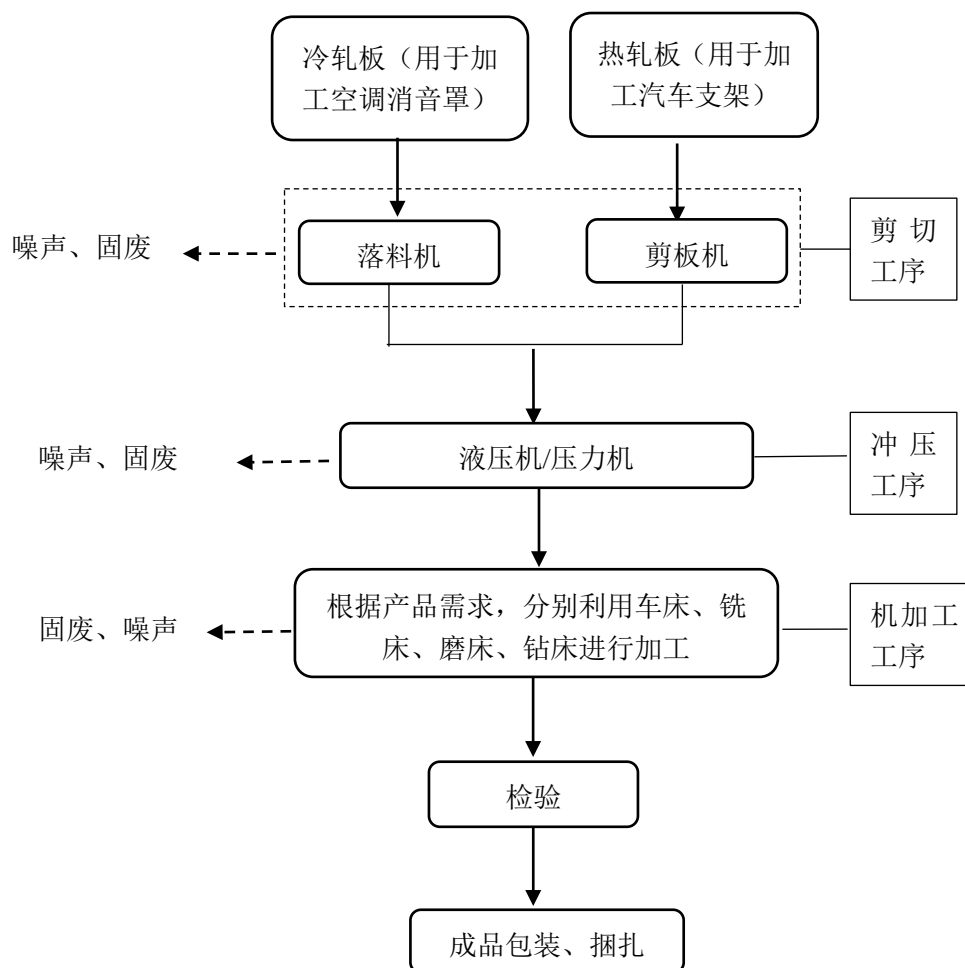 冷轧板（用于加
工空调消音罩）
热轧板（用于加
工汽车支架）
噪声、固废
落料机
剪板机
剪 切
工序
噪声、固废
液压机/压力机
冲 压
工序
固废、噪声
根据产品需求，分别利用车床、铣
床、磨床、钻床进行加工
机加工
工序
检验
成品包装、捆扎